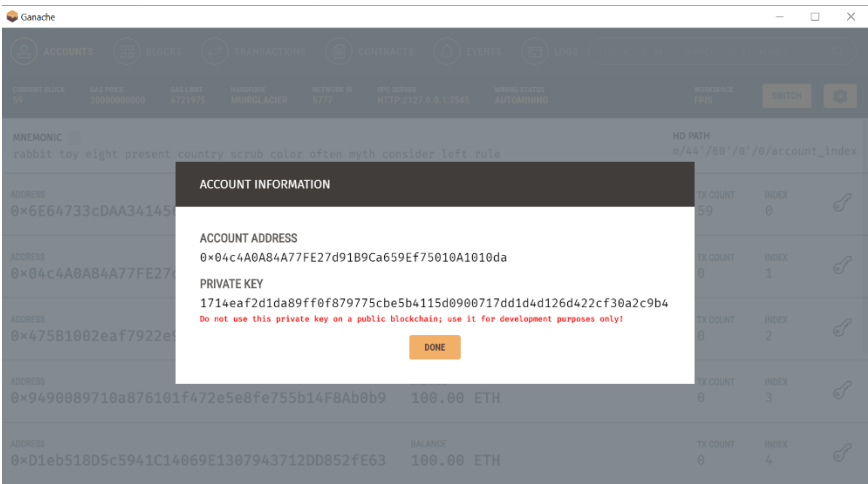 Ganache
ACCOUNTS BLOCKS TRANSACTIONS CONTRACTS EVENTS LOGS
CURRENT BLOCK GAS PRICE GAS LIMIT HARDFORK NETWORK ID RPC SERVER MINING STATUS WORKSPACE
59 20000000000 6721975 MUIRGLACIER 5777 HTTP://127.0.0.1:7545 AUTOMINING SWITCH
MNEMONIC HD PATH
rabbit toy eight present country scrub color often myth consider left rule m/44'/60'/0'/0/account_index
ACCOUNT INFORMATION
ACCOUNT ADDRESS
0×04c4A0A84A77FE27d91B9Ca659Ef75010A1010da
PRIVATE KEY
1714eaf2d1da89ff0f879775cbe5b4115d0900717dd1d4d126d422cf30a2c9b4
Do not use this private key on a public blockchain; use it for development purposes only!
DONE
ADDRESS TX COUNT INDEX
0×6E64733cDAA34145 59 0
ADDRESS TX COUNT INDEX
0×04c4A0A84A77FE27 0 1
ADDRESS TX COUNT INDEX
0×475B1002eaf7922e 0 2
ADDRESS TX COUNT INDEX
0×9490089710a876101f472e5e8fe755b14F8Ab0b9 100.00 ETH 0 3
ADDRESS BALANCE TX COUNT INDEX
0×D1eb518D5c5941C14069E1307943712DD852fE63 100.00 ETH 0 4